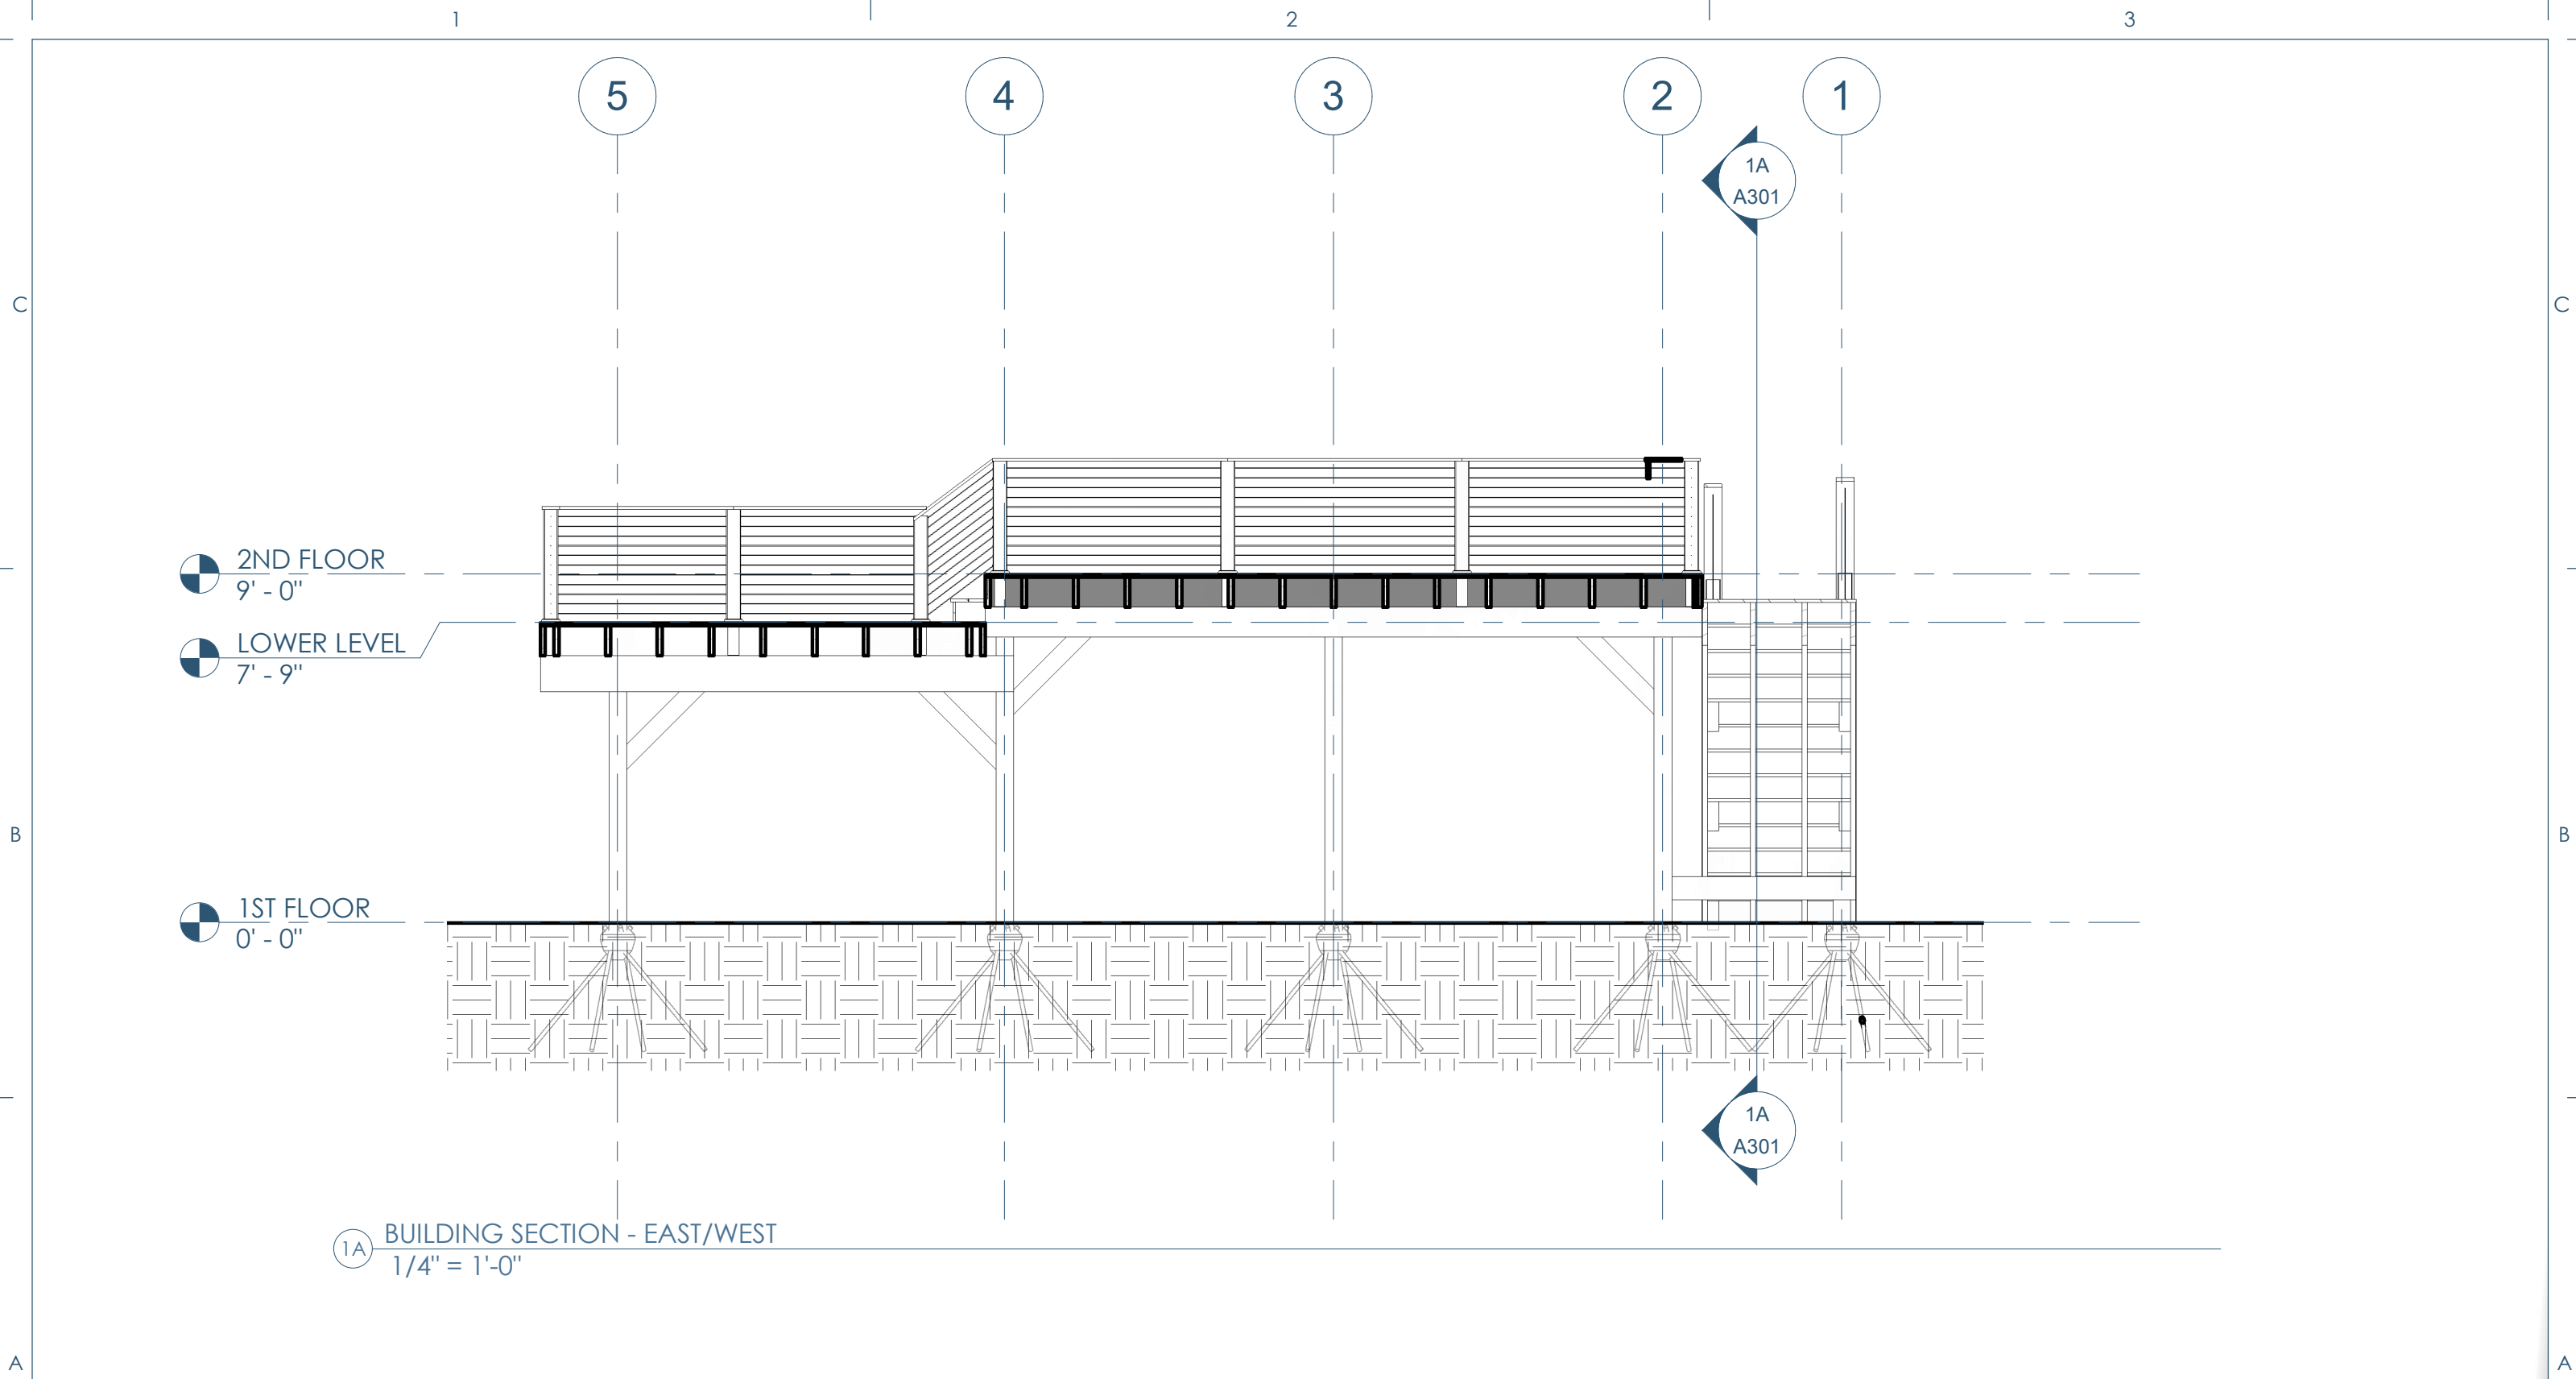 1 2 3
5 4 3 2 1
1A
A301
C C
2ND FLOOR
9' - 0"
LOWER LEVEL
7' - 9"
B B
1ST FLOOR
0' - 0"
1A
A301
1A BUILDING SECTION - EAST/WEST
1/4" = 1'-0"
A A